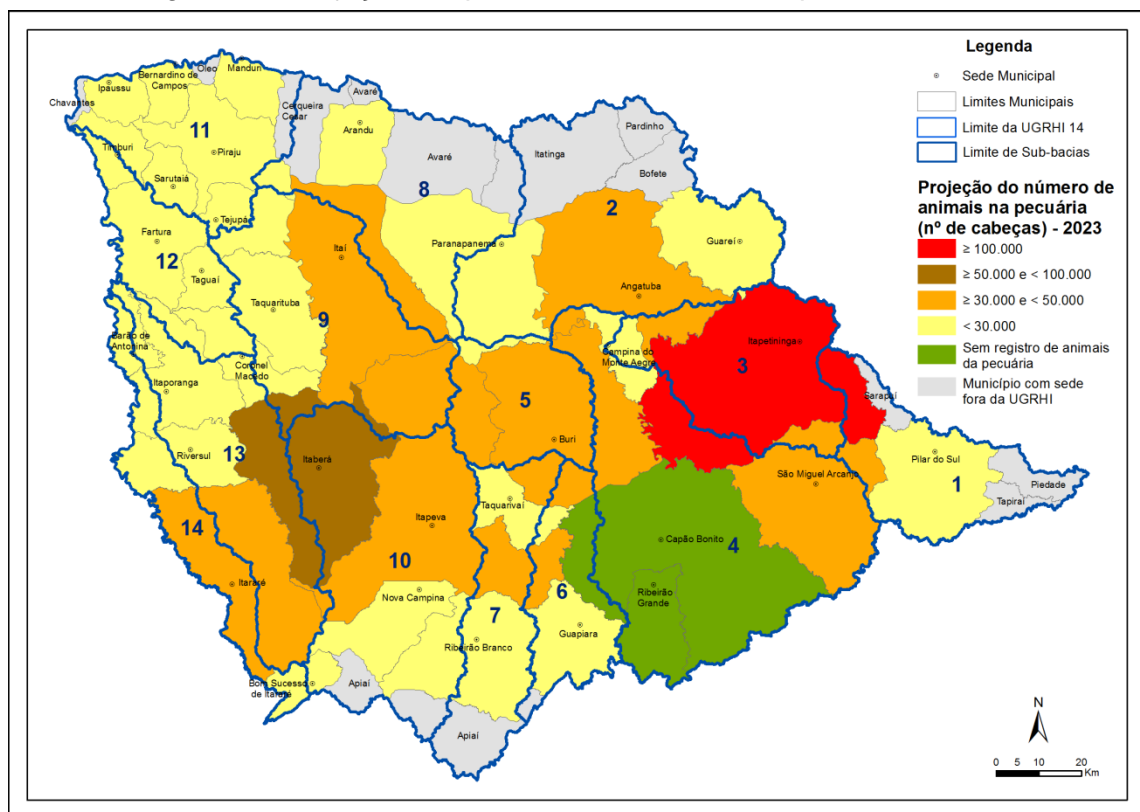 Legenda
Sede Municipal
Limites Municipais
Limite da UGRHI 14
Limite de Sub-bacias
Projeção do número de
animais na pecuária
(nº de cabeças) - 2023
≥ 100.000
≥ 50.000 e < 100.000
≥ 30.000 e < 50.000
< 30.000
Sem registro de animais
da pecuária
Município com sede
fora da UGRHI
Chavantes
Ipaussu
Bernardino de
Campos
Óleo
Manduri
Cerqueira
Cesar
Avaré
Arandu
11
Piraju
Timburi
Sarutaiá
Tejupá
Avaré
8
Itatinga
Pardinho
Bofete
2
Fartura
12
Taguaí
Itaí
Paranapanema
Guareí
Angatuba
Taquarituba
9
Barão de
Antonina
Coronel
Macedo
Itaporanga
Campina do
Monte Alegre
Itapetininga
3
Sarapuí
5
Buri
13
Riversul
Itaberá
São Miguel Arcanjo
Pilar do Sul
1
Piedade
Tapiraí
Taquarivaí
Itapeva
14
10
Itararé
Capão Bonito
4
Nova Campina
7
6
Ribeirão
Grande
Guapiara
Ribeirão Branco
Bom Sucesso
de Itararé
Apiaí
Apiaí
N
0 5 10 20
Km